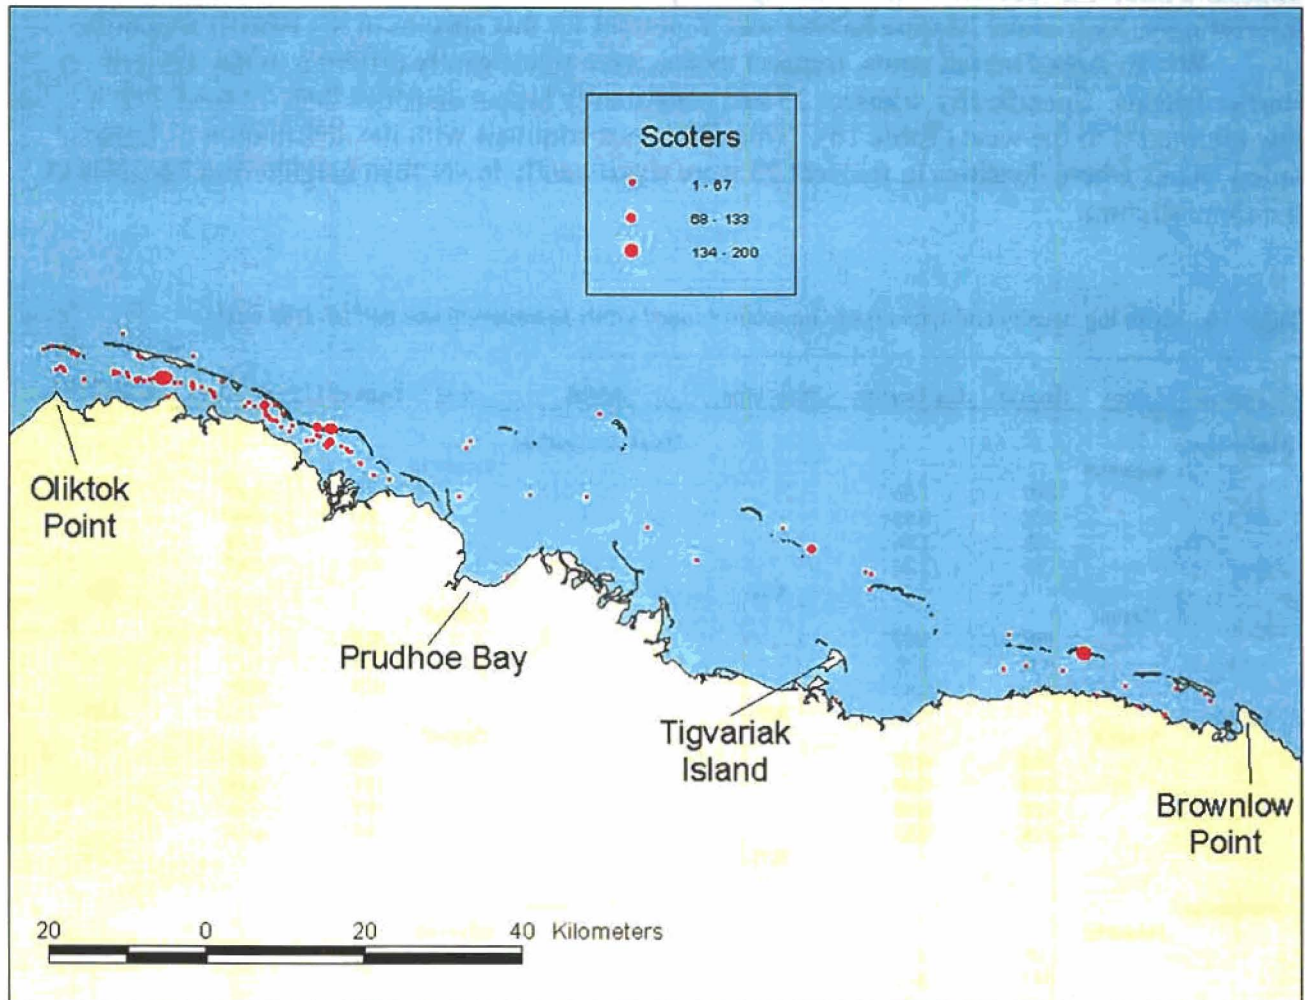 Scoters
1 - 67
68 - 133
134 - 200
Oliktok
Point
Prudhoe Bay
Tigvariak
Island
Brownlow
Point
20 0 20 40 Kilometers